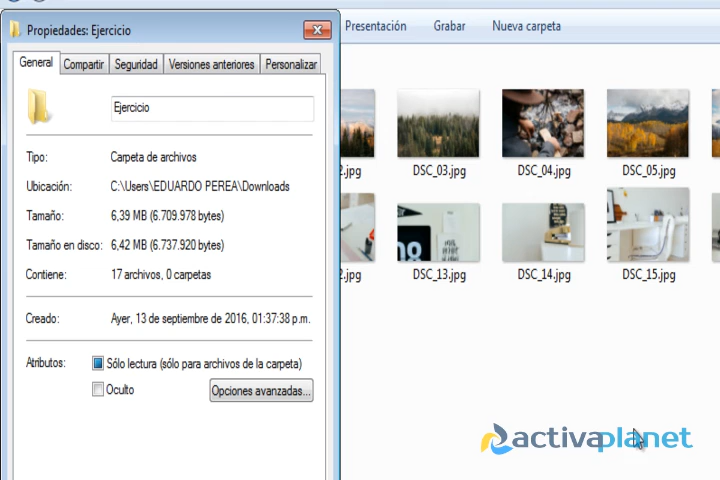 Propiedades: Ejercicio
Presentación Grabar Nueva carpeta
General Compartir Seguridad Versiones anteriores Personalizar
Ejercicio
Tipo: Carpeta de archivos
Ubicación: C:\Users\EDUARDO PEREA\Downloads
Tamaño: 6,39 MB (6.709.978 bytes)
Tamaño en disco: 6,42 MB (6.737.920 bytes)
Contiene: 17 archivos, 0 carpetas
Creado: Ayer, 13 de septiembre de 2016, 01:37:38 p.m.
Atributos: Sólo lectura (sólo para archivos de la carpeta)
Oculto Opciones avanzadas...
2.jpg DSC_03.jpg DSC_04.jpg DSC_05.jpg
2.jpg DSC_13.jpg DSC_14.jpg DSC_15.jpg
activaplanet